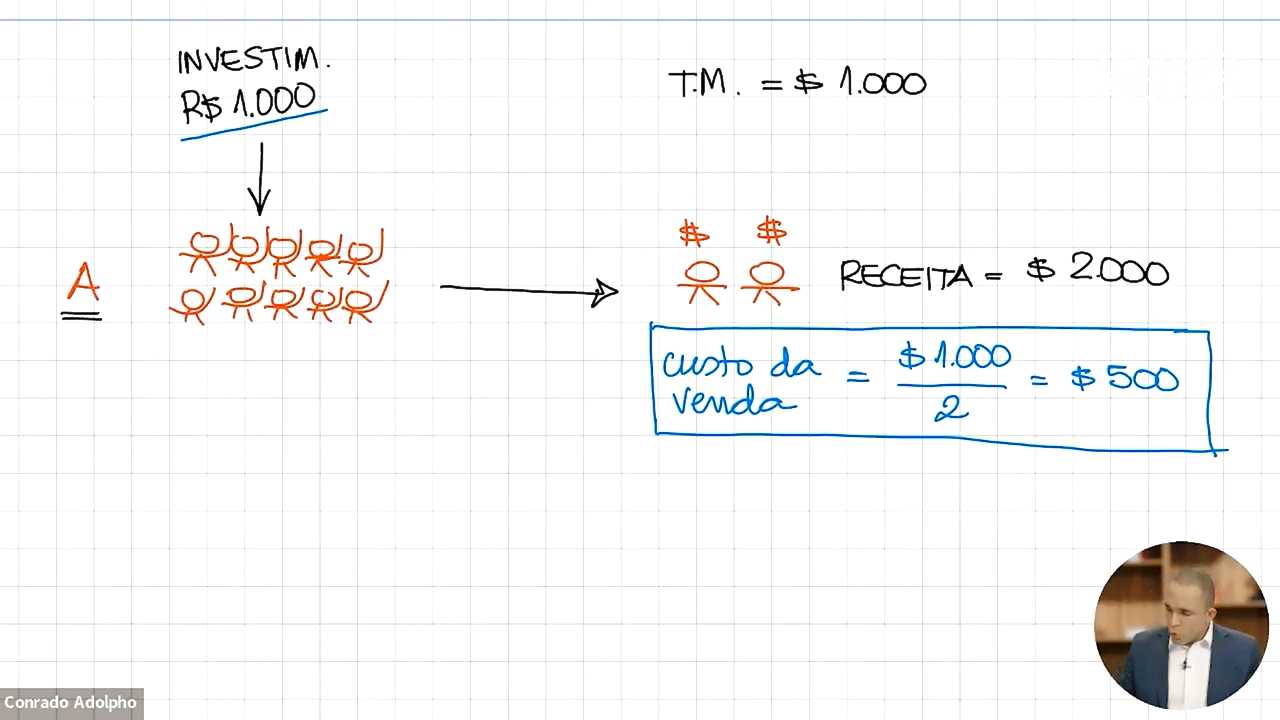 INVESTIM.
R$ 1.000
T.M. = $ 1.000
A
$ $
RECEITA = $ 2.000
custo da venda = $ 1.000 / 2 = $ 500
Conrado Adolpho